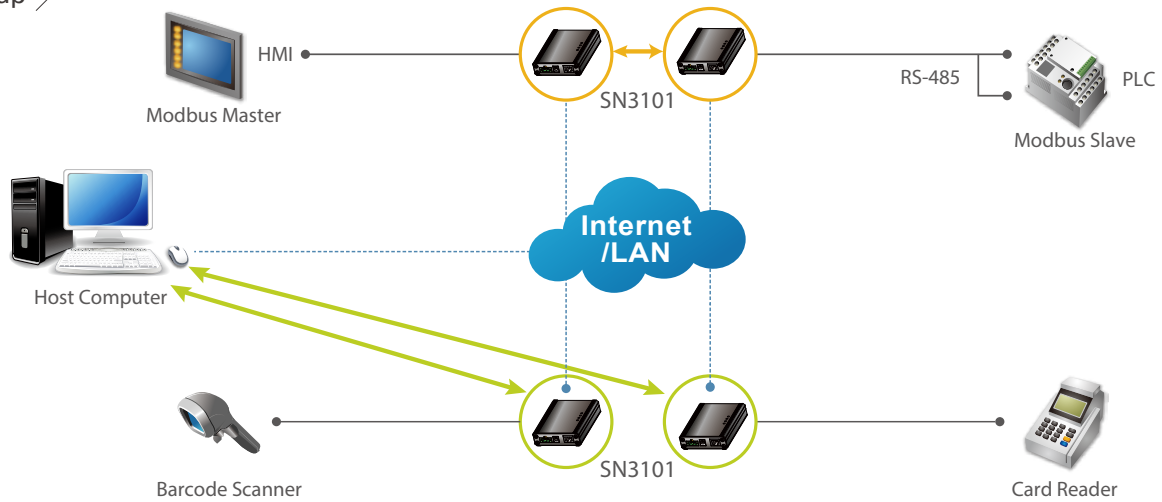 HMI
SN3101
RS-485
PLC
Modbus Master
Modbus Slave
Internet
/LAN
Host Computer
SN3101
Barcode Scanner
Card Reader